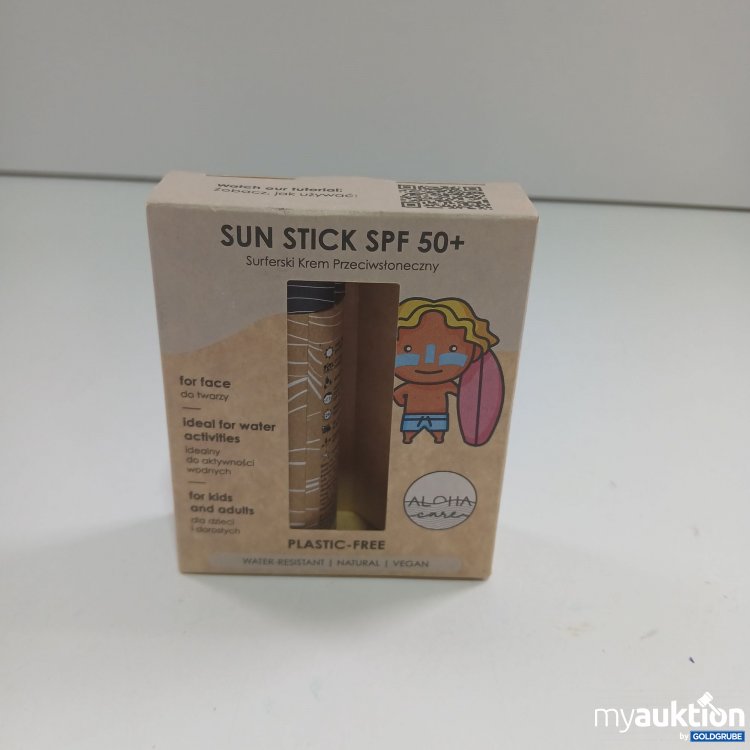 Watch our tutorial:
Zobacz, jak używać:
SUN STICK SPF 50+
Surferski Krem Przeciwsłoneczny
for face
do twarzy
ideal for water
activities
idealny
do aktywności
wodnych
for kids
and adults
dla dzieci
i dorosłych
ALOHA
care
PLASTIC-FREE
WATER-RESISTANT | NATURAL | VEGAN
myauktion
by GOLDGRUBE